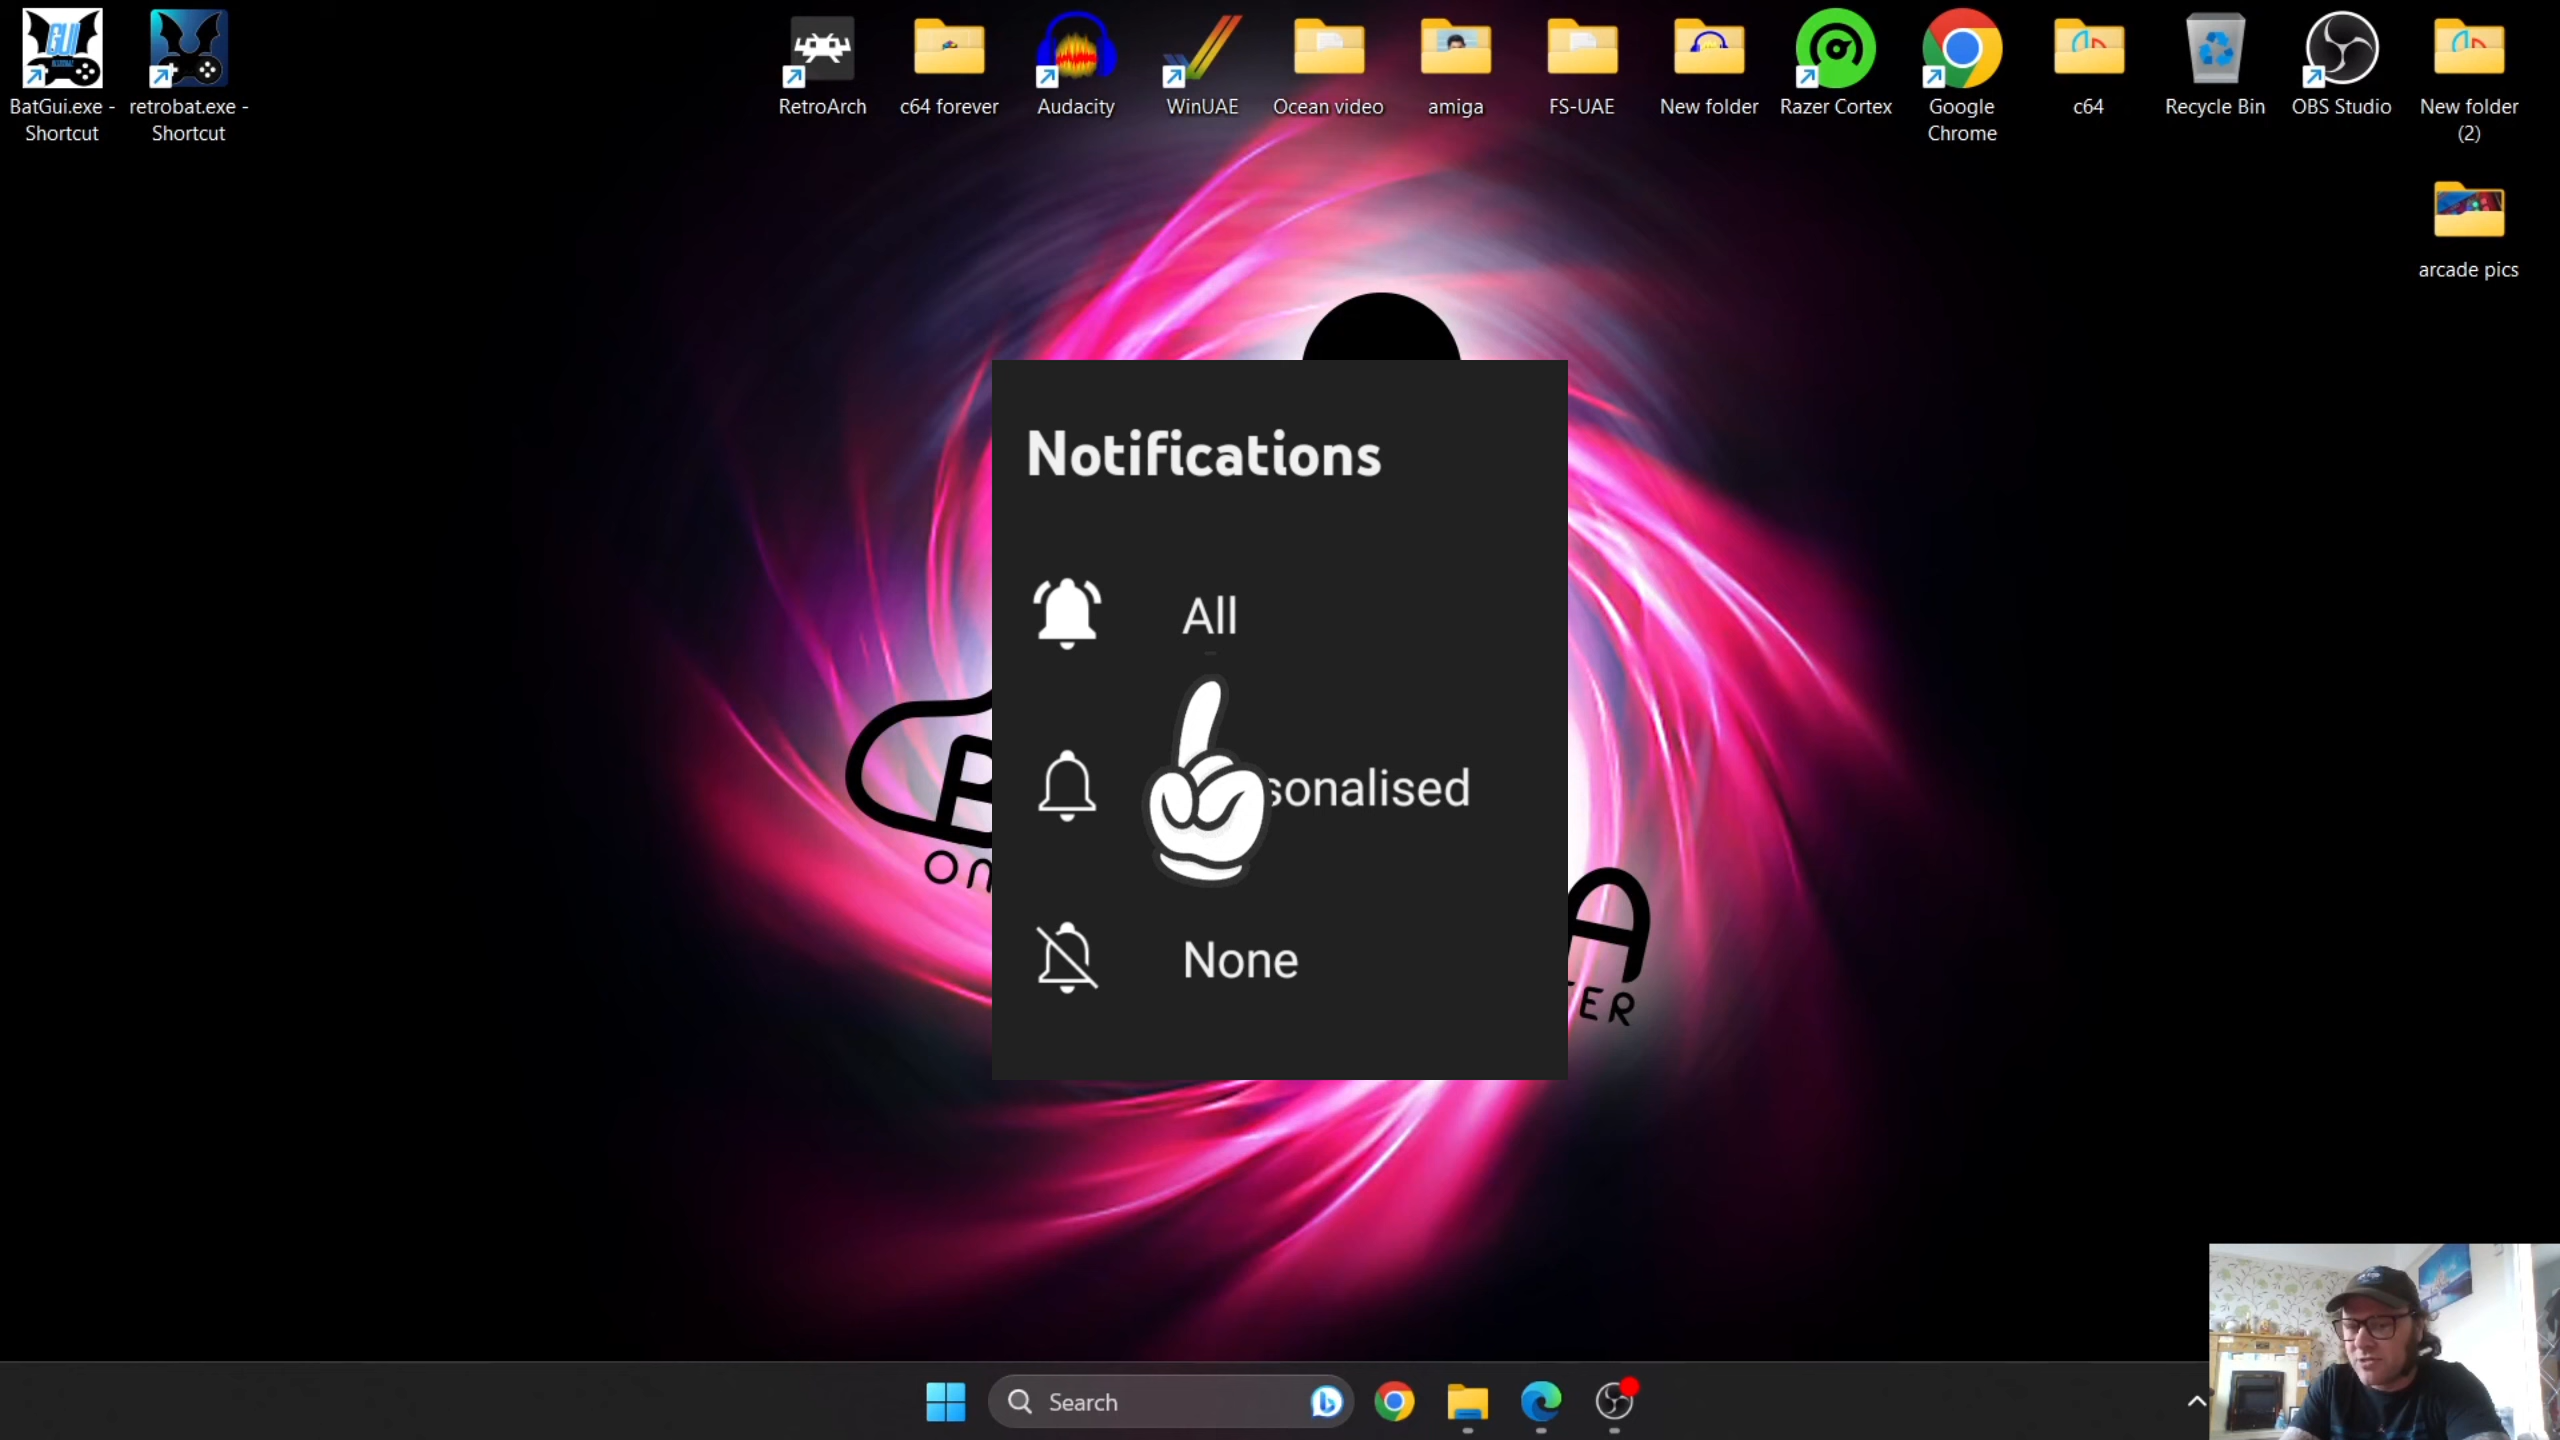 BatGui.exe -
Shortcut
retrobat.exe -
Shortcut
RetroArch
c64 forever
Audacity
WinUAE
Ocean video
amiga
FS-UAE
New folder
Razer Cortex
Google
Chrome
c64
Recycle Bin
OBS Studio
New folder
(2)
arcade pics
Notifications
All
sonalised
None
Search